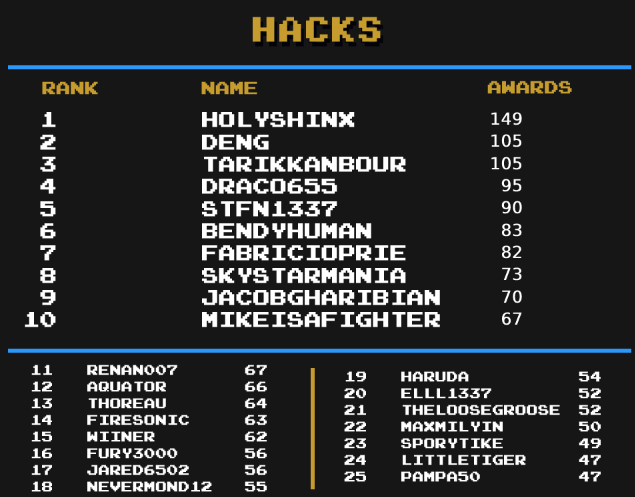 HACKS
RANK NAME AWARDS
1 HOLYSHINX 149
2 DENG 105
3 TARIKKANBOUR 105
4 DRACO655 95
5 STFN1337 90
6 BENDYHUMAN 83
7 FABRICIOPRIE 82
8 SKYSTARMANIA 73
9 JACOBGHARIBIAN 70
10 MIKEISAFIGHTER 67
11 RENAN007 67
12 AQUATOR 66
13 THOREAU 64
14 FIRESONIC 63
15 WIINER 62
16 FURY3000 56
17 JARED6502 56
18 NEVERMOND12 55
19 HARUDA 54
20 ELLL1337 52
21 THELOOSEGROOSE 52
22 MAXMILYIN 50
23 SPORYTIKE 49
24 LITTLETIGER 47
25 PAMPA50 47